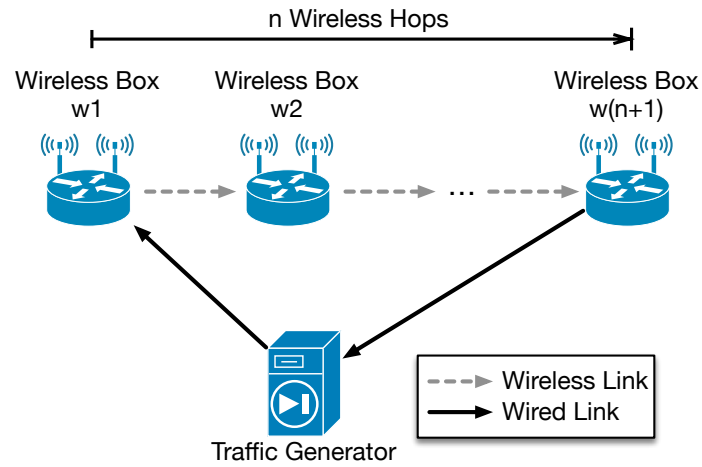 n Wireless Hops
Wireless Box
w1
Wireless Box
w2
Wireless Box
w(n+1)
...
Traffic Generator
Wireless Link
Wired Link